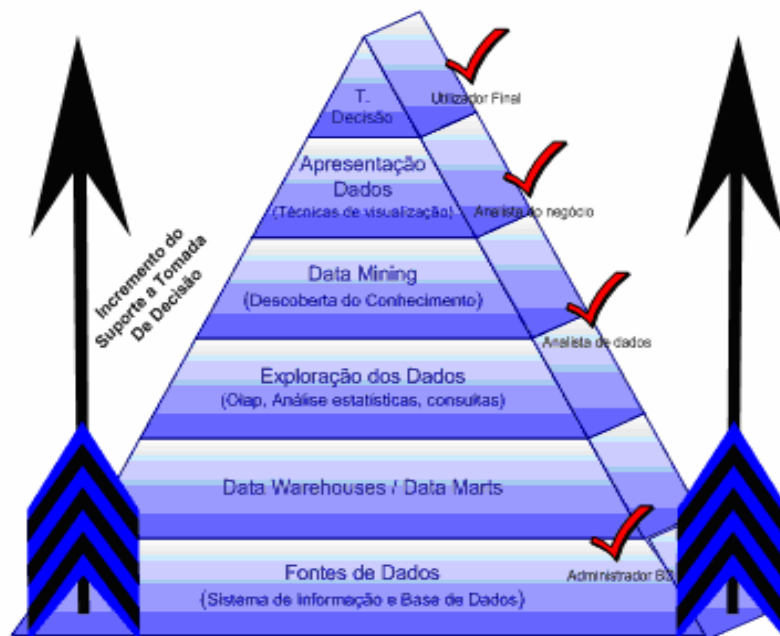 T.
Decisão
Utilizador Final
Apresentação
Dados
(Técnicas de visualização)
Analista do negócio
Incremento do
Suporte a Tomada
De Decisão
Data Mining
(Descoberta do Conhecimento)
Analista de dados
Exploração dos Dados
(Olap, Análise estatísticas, consultas)
Data Warehouses / Data Marts
Fontes de Dados
(Sistema de Informação e Base de Dados)
Administrador BD